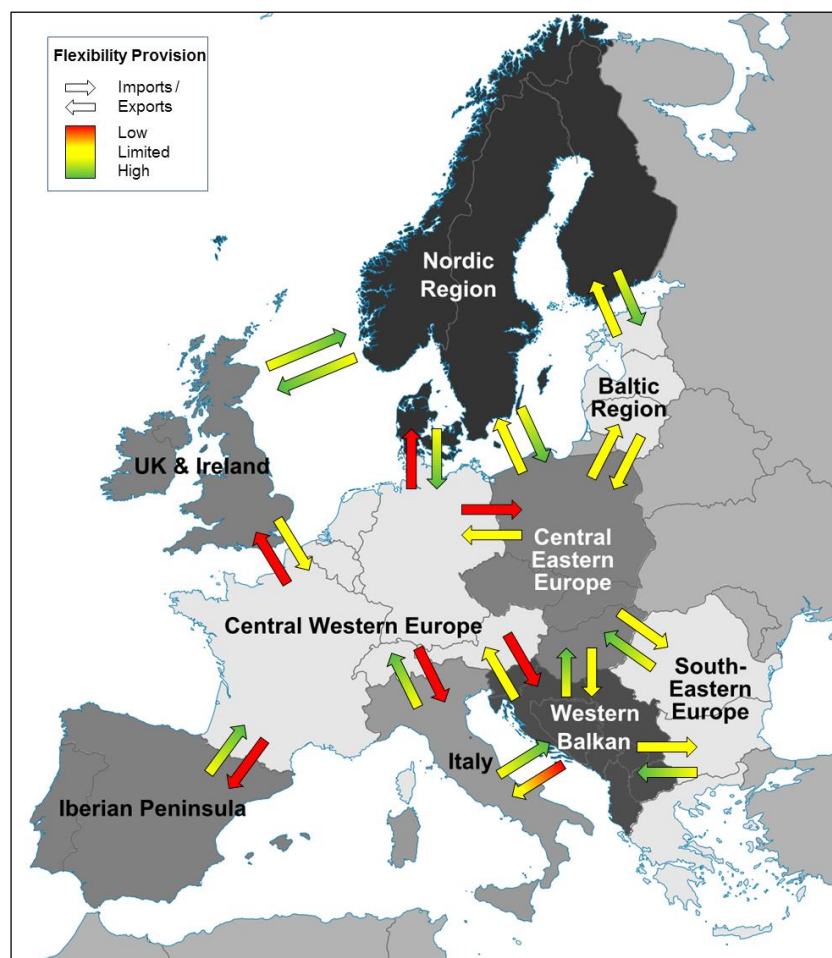 Flexibility Provision
Imports /
Exports
Low
Limited
High
Nordic
Region
Baltic
Region
UK & Ireland
Central
Eastern
Europe
Central Western Europe
South-
Eastern
Europe
Western
Balkan
Italy
Iberian Peninsula